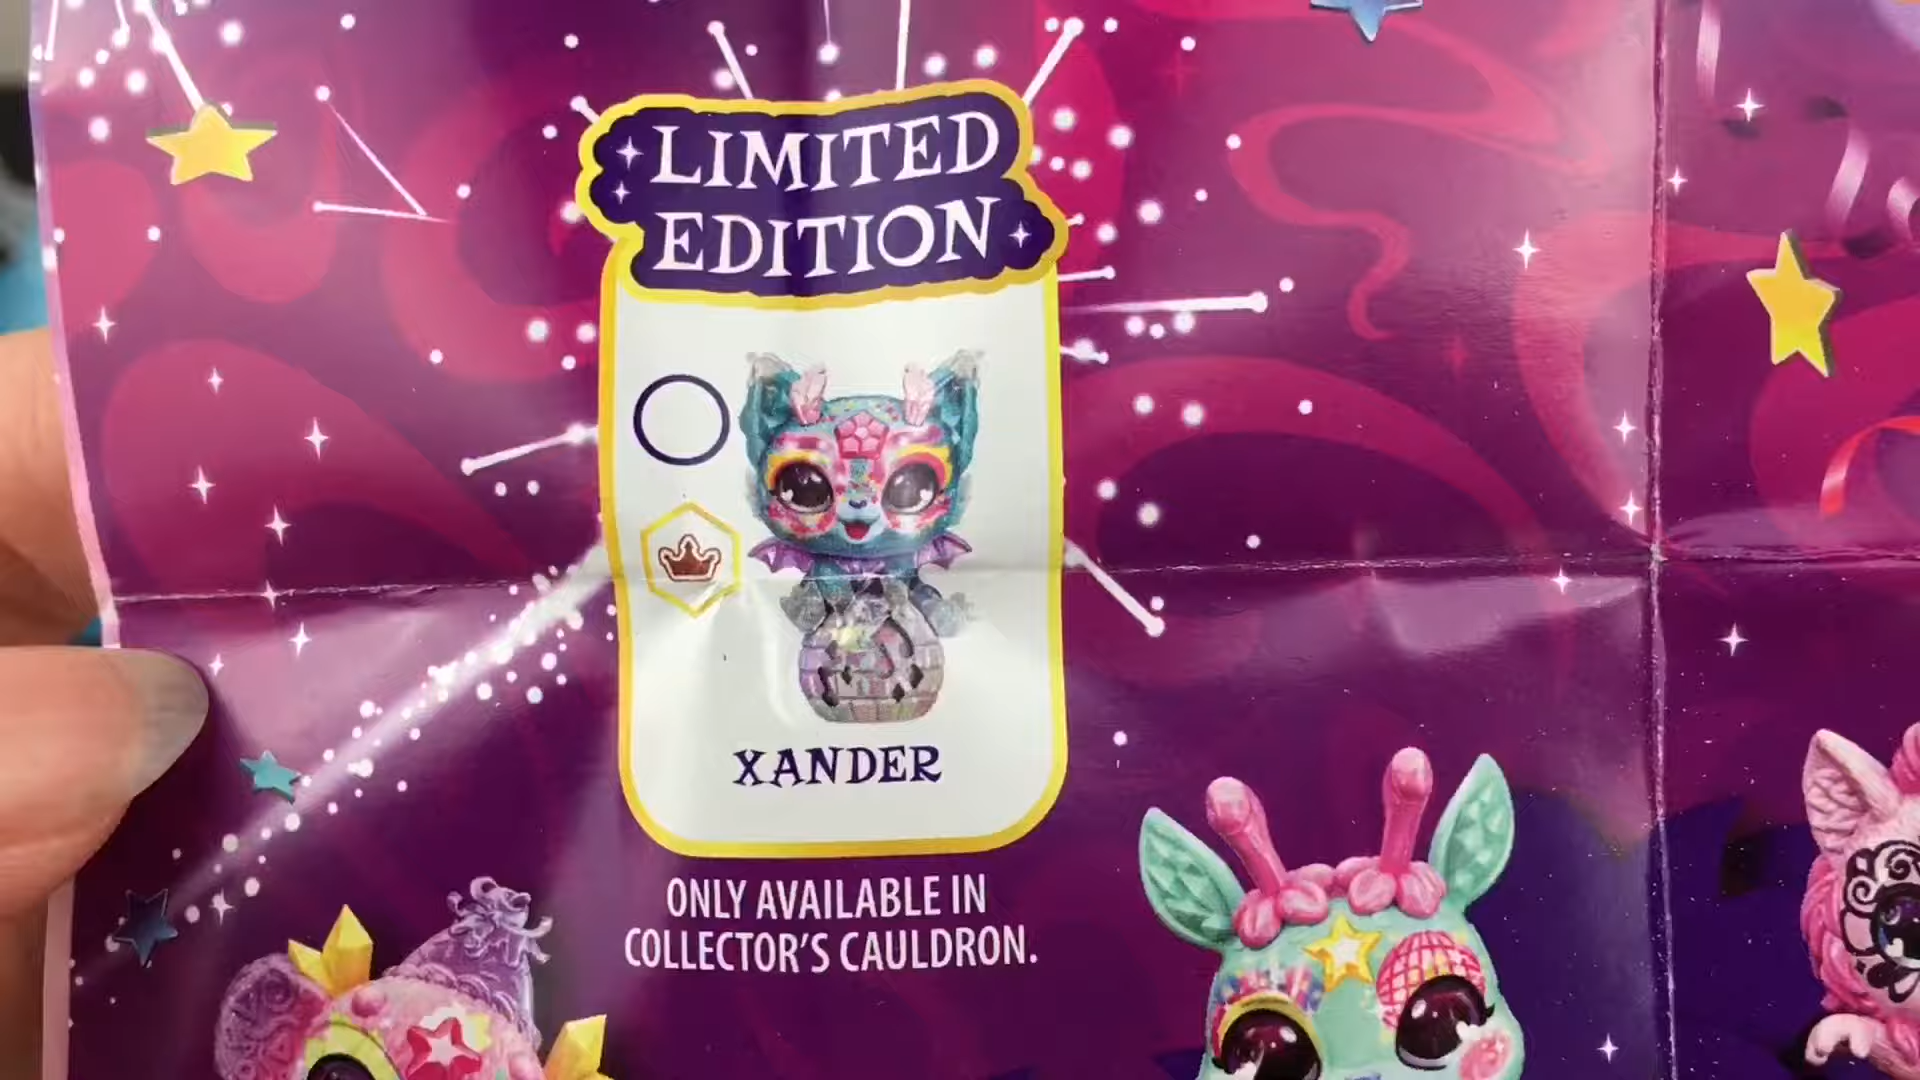 LIMITED
EDITION
XANDER
ONLY AVAILABLE IN
COLLECTOR'S CAULDRON.